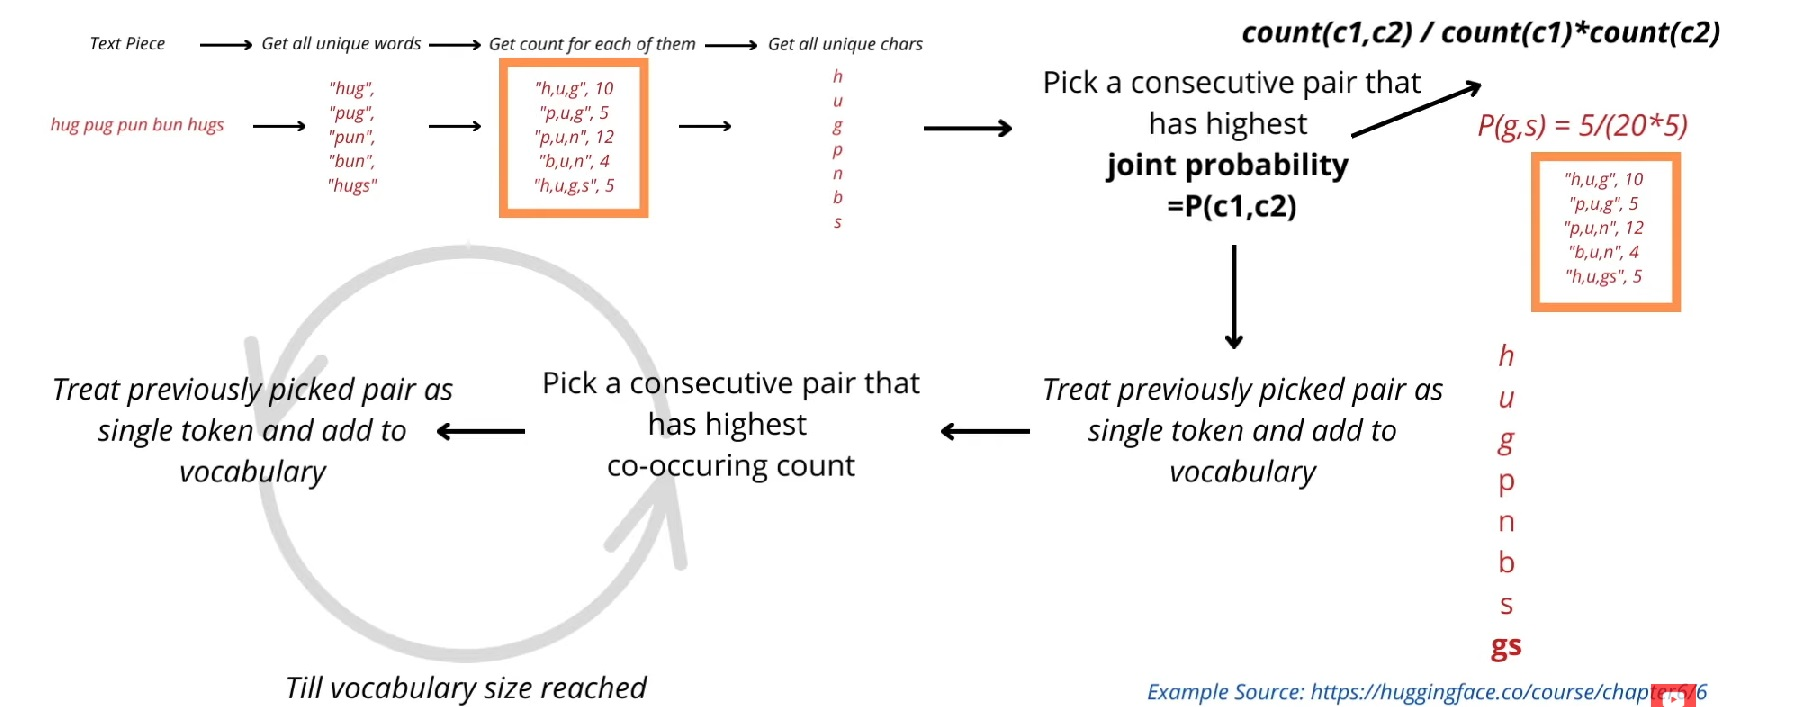 Text Piece
Get all unique words
Get count for each of them
Get all unique chars
hug pug pun bun hugs
"hug",
"pug",
"pun",
"bun",
"hugs"
"h,u,g", 10
"p,u,g", 5
"p,u,n", 12
"b,u,n", 4
"h,u,g,s", 5
h
u
g
p
n
b
s
count(c1,c2) / count(c1)*count(c2)
Pick a consecutive pair that
has highest
joint probability
=P(c1,c2)
P(g,s) = 5/(20*5)
"h,u,g", 10
"p,u,g", 5
"p,u,n", 12
"b,u,n", 4
"h,u,gs", 5
Treat previously picked pair as
single token and add to
vocabulary
Pick a consecutive pair that
has highest
co-occuring count
Treat previously picked pair as
single token and add to
vocabulary
h
u
g
p
n
b
s
gs
Till vocabulary size reached
Example Source: https://huggingface.co/course/chapter6/6